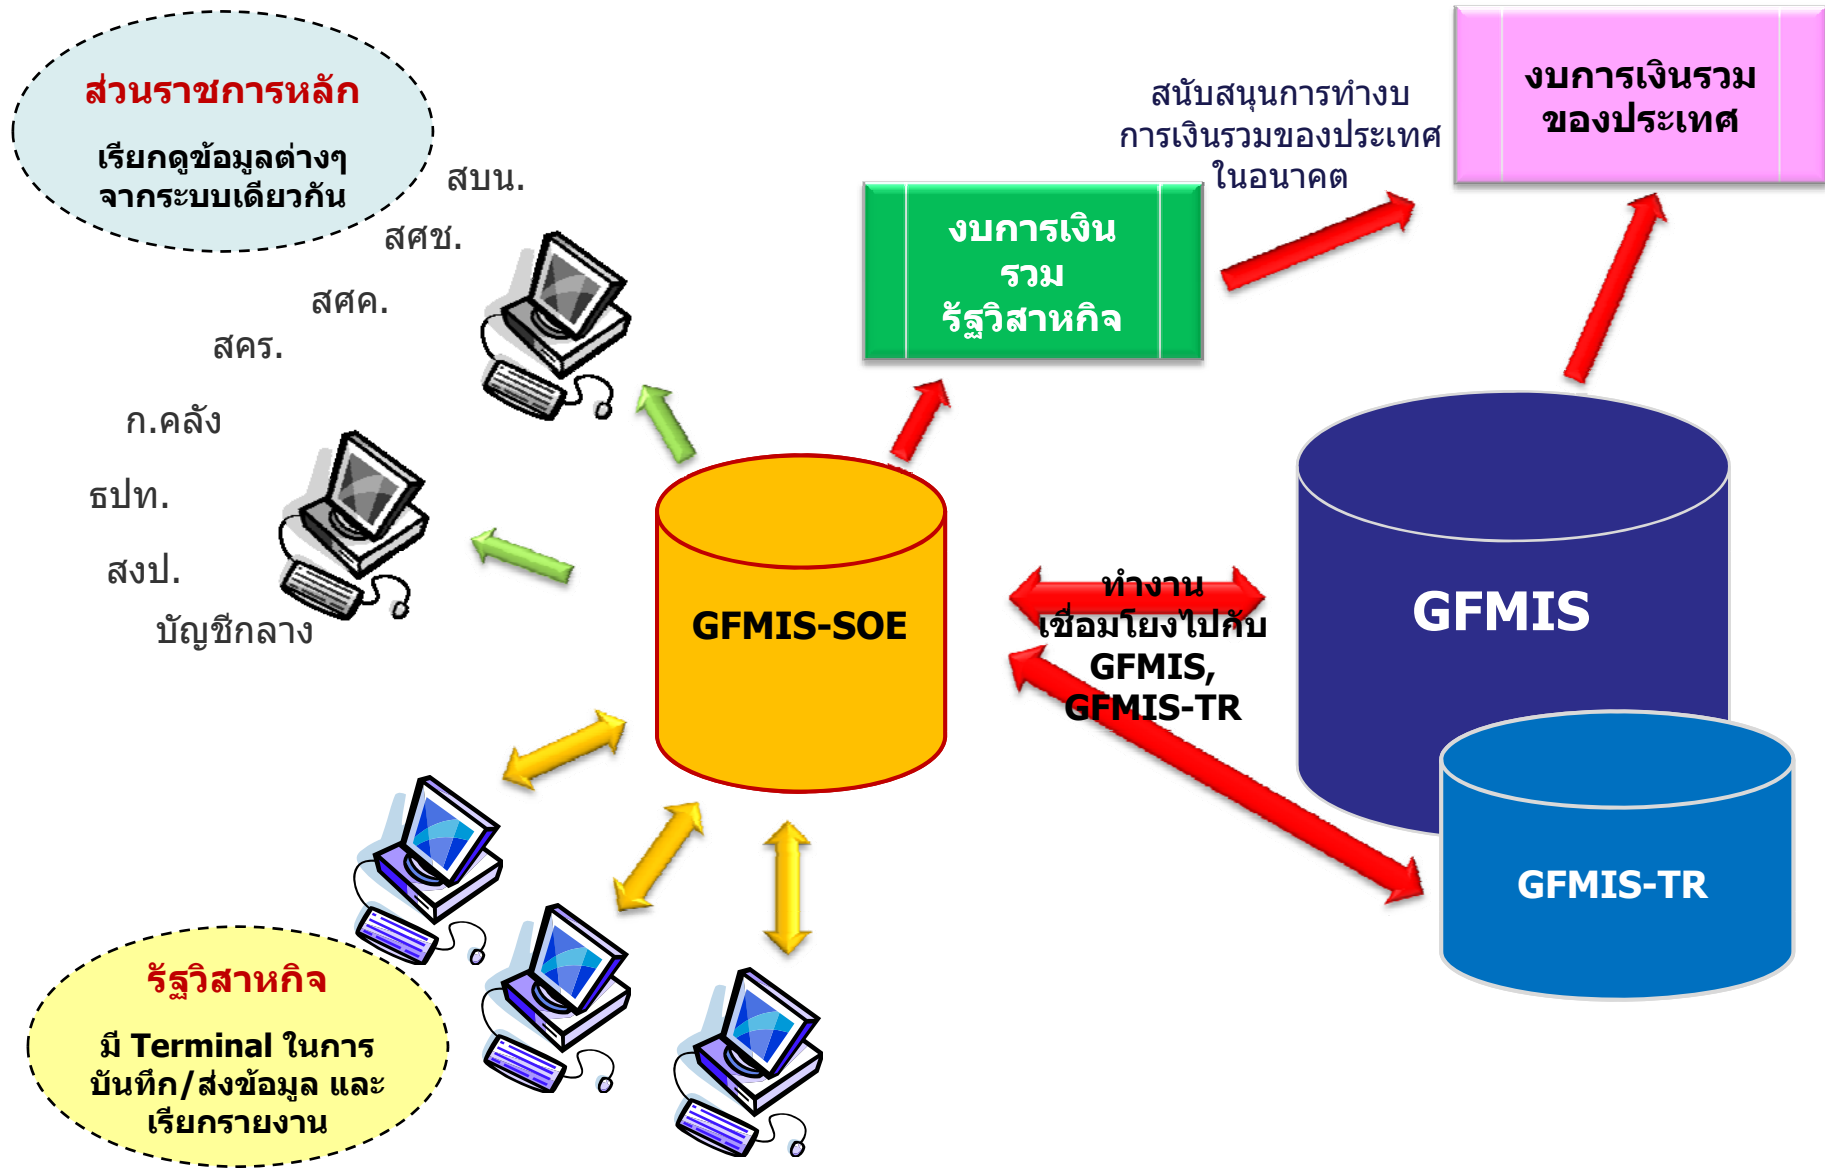 ส่วนราชการหลัก
เรียกดูข้อมูลต่างๆ
จากระบบเดียวกัน
สบน.
สศช.
สศค.
สคร.
ก.คลัง
ธปท.
สงป.
บัญชีกลาง
สนับสนุนการทำงบ
การเงินรวมของประเทศ
ในอนาคต
งบการเงินรวม
ของประเทศ
งบการเงิน
รวม
รัฐวิสาหกิจ
GFMIS-SOE
ทำงาน
เชื่อมโยงไปกับ
GFMIS,
GFMIS-TR
GFMIS
GFMIS-TR
รัฐวิสาหกิจ
มี Terminal ในการ
บันทึก/ส่งข้อมูล และ
เรียกรายงาน